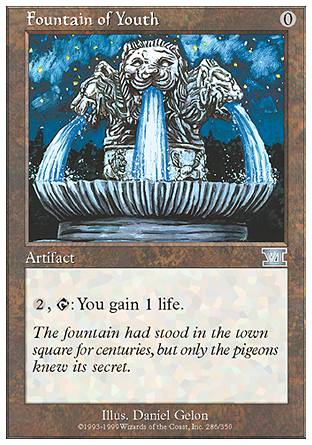 Fountain of Youth 0
Artifact VI
2, : You gain 1 life.
The fountain had stood in the town
square for centuries, but only the pigeons
knew its secret.
Illus. Daniel Gelon
©1993-1999 Wizards of the Coast, Inc. 286/350